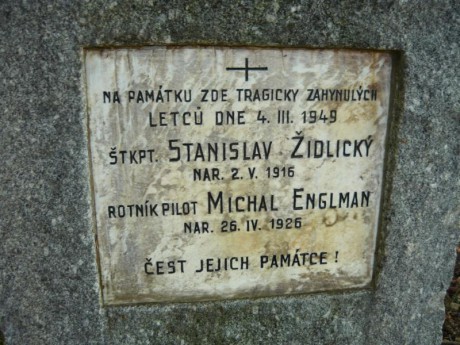 NA PAMÁTKU ZDE TRAGICKY ZAHYNULÝCH
LETCŮ DNE 4. III. 1949
ŠTKPT. STANISLAV ŽIDLICKÝ
NAR. 2. V. 1916
ROTNÍK PILOT MICHAL ENGLMAN
NAR. 26. IV. 1926
ČEST JEJICH PAMÁTCE!